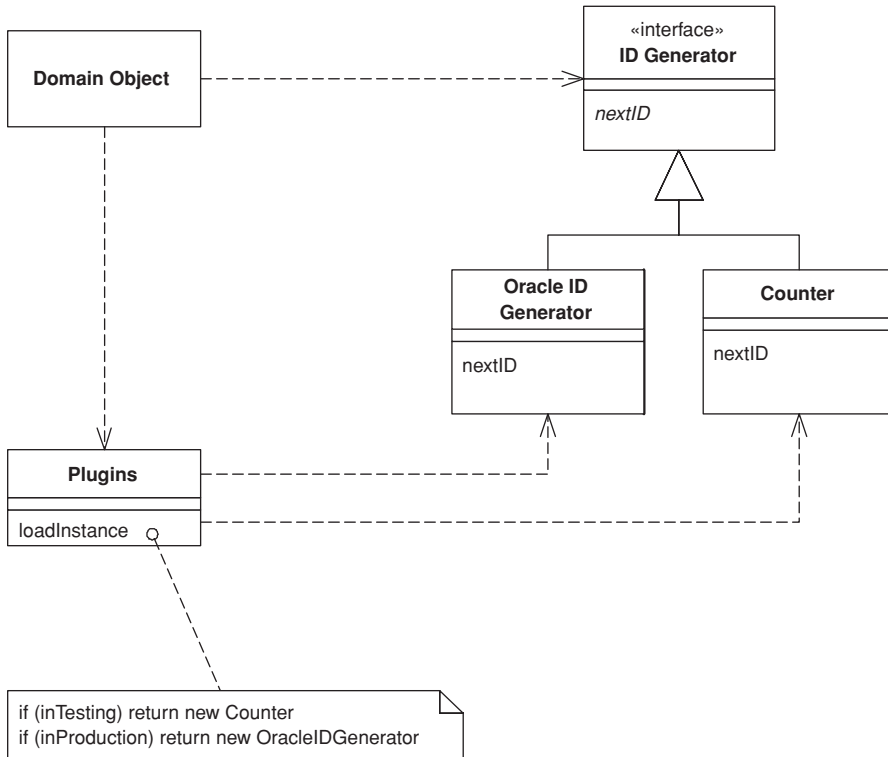 «interface»
ID Generator
Domain Object
nextID
Oracle ID
Generator
nextID
Counter
nextID
Plugins
loadInstance
if (inTesting) return new Counter
if (inProduction) return new OracleIDGenerator